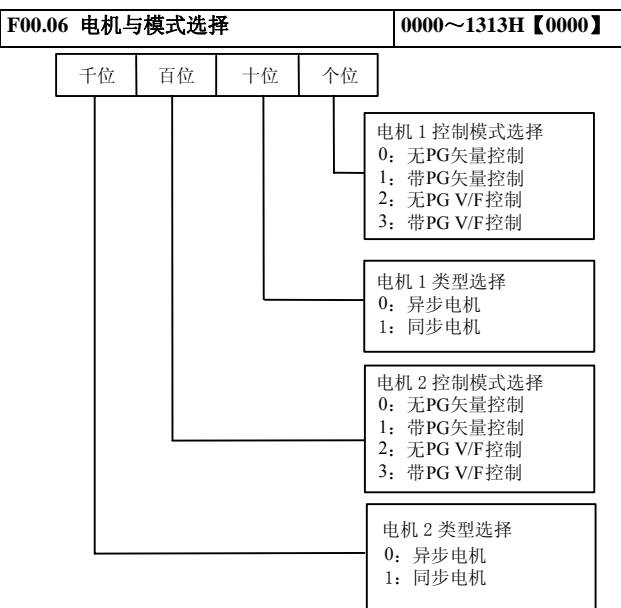 F00.06 电机与模式选择 0000～1313H【0000】
千位 百位 十位 个位
电机 1 控制模式选择
0：无PG矢量控制
1：带PG矢量控制
2：无PG V/F控制
3：带PG V/F控制
电机 1 类型选择
0：异步电机
1：同步电机
电机 2 控制模式选择
0：无PG矢量控制
1：带PG矢量控制
2：无PG V/F控制
3：带PG V/F控制
电机 2 类型选择
0：异步电机
1：同步电机